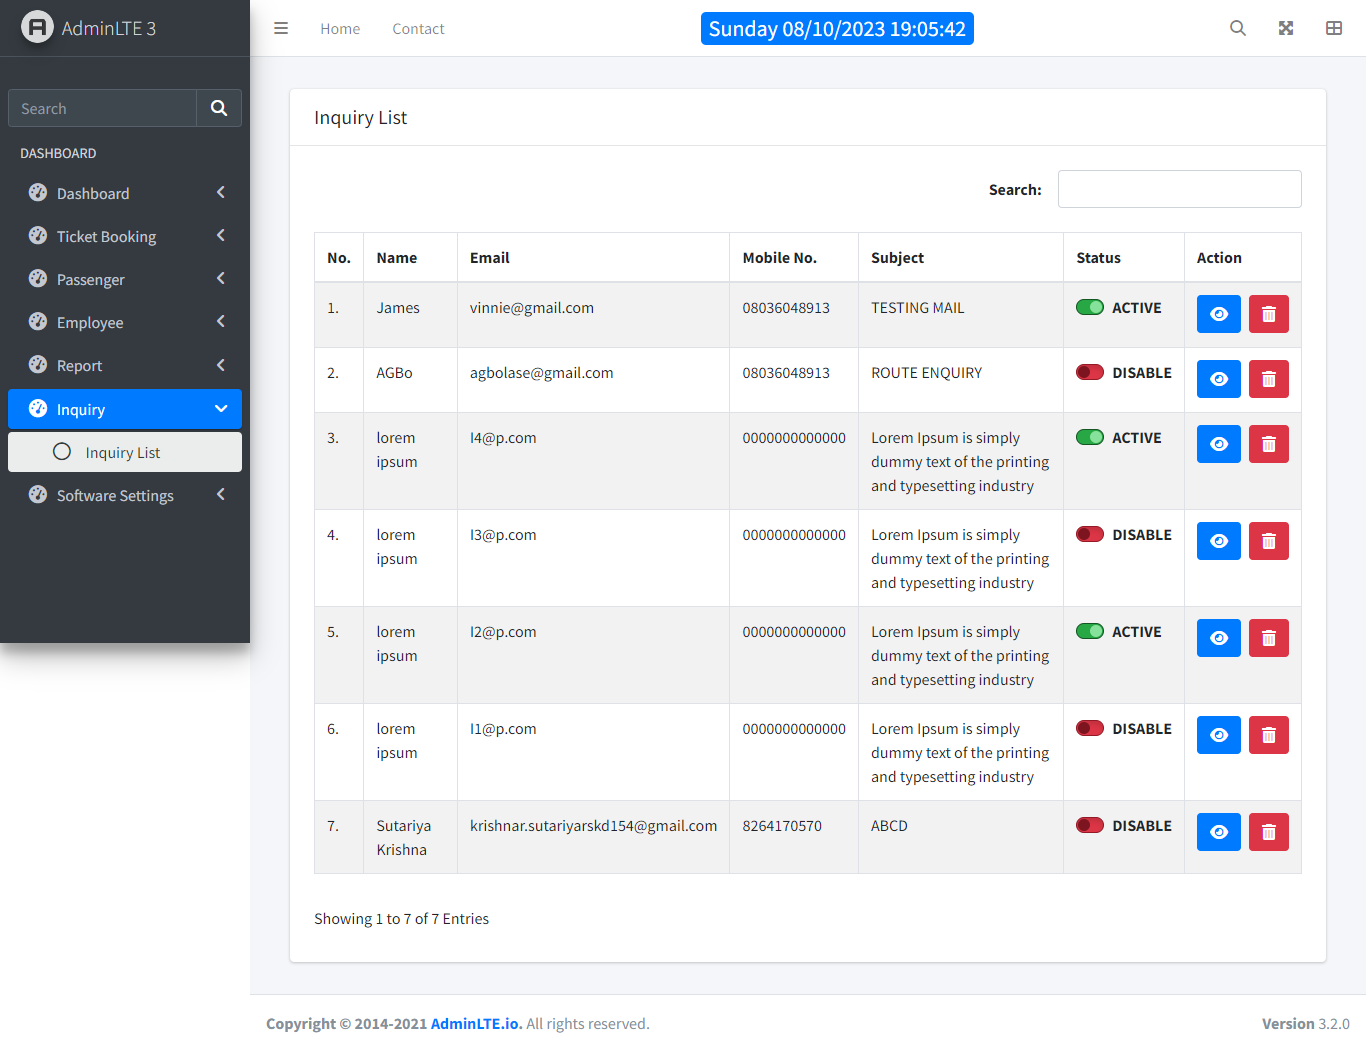 AdminLTE 3
Home
Contact
Sunday 08/10/2023 19:05:42
Search
DASHBOARD
Dashboard
Ticket Booking
Passenger
Employee
Report
Inquiry
Inquiry List
Software Settings
Inquiry List
Search:
No. Name Email Mobile No. Subject Status Action
1. James vinnie@gmail.com 08036048913 TESTING MAIL ACTIVE
2. AGBo agbolase@gmail.com 08036048913 ROUTE ENQUIRY DISABLE
3. lorem l4@p.com 0000000000000 Lorem Ipsum is simply ACTIVE
ipsum dummy text of the printing
and typesetting industry
4. lorem l3@p.com 0000000000000 Lorem Ipsum is simply DISABLE
ipsum dummy text of the printing
and typesetting industry
5. lorem l2@p.com 0000000000000 Lorem Ipsum is simply ACTIVE
ipsum dummy text of the printing
and typesetting industry
6. lorem l1@p.com 0000000000000 Lorem Ipsum is simply DISABLE
ipsum dummy text of the printing
and typesetting industry
7. Sutariya krishnar.sutariyarskd154@gmail.com 8264170570 ABCD DISABLE
Krishna
Showing 1 to 7 of 7 Entries
Copyright © 2014-2021 AdminLTE.io. All rights reserved.
Version 3.2.0